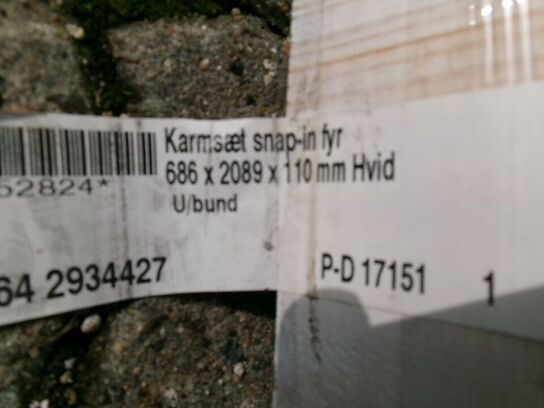 Karmsæt snap-in fyr
686 x 2089 x 110 mm Hvid
52824*
U/bund
64 2934427
P-D 17151
1